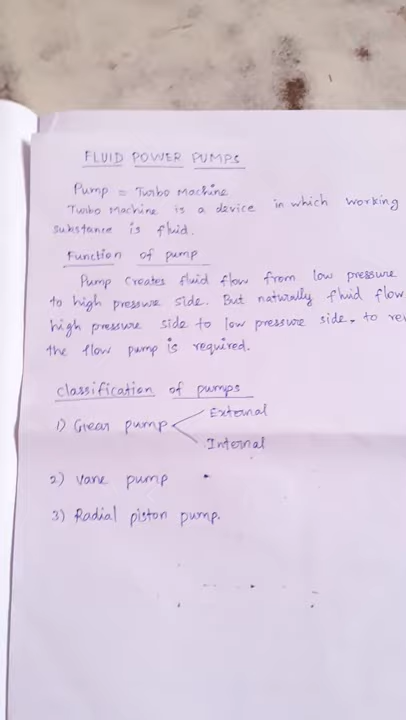 FLUID POWER PUMPS
Pump = Turbo Machine
Turbo Machine is a device in which working
substance is fluid.
Function of pump
Pump creates fluid flow from low pressure
to high pressure side. But naturally fluid flow
high pressure side to low pressure side, to re
the flow pump is required.
Classification of pumps
1) Gear pump External
Internal
2) Vane pump
3) Radial piston pump.